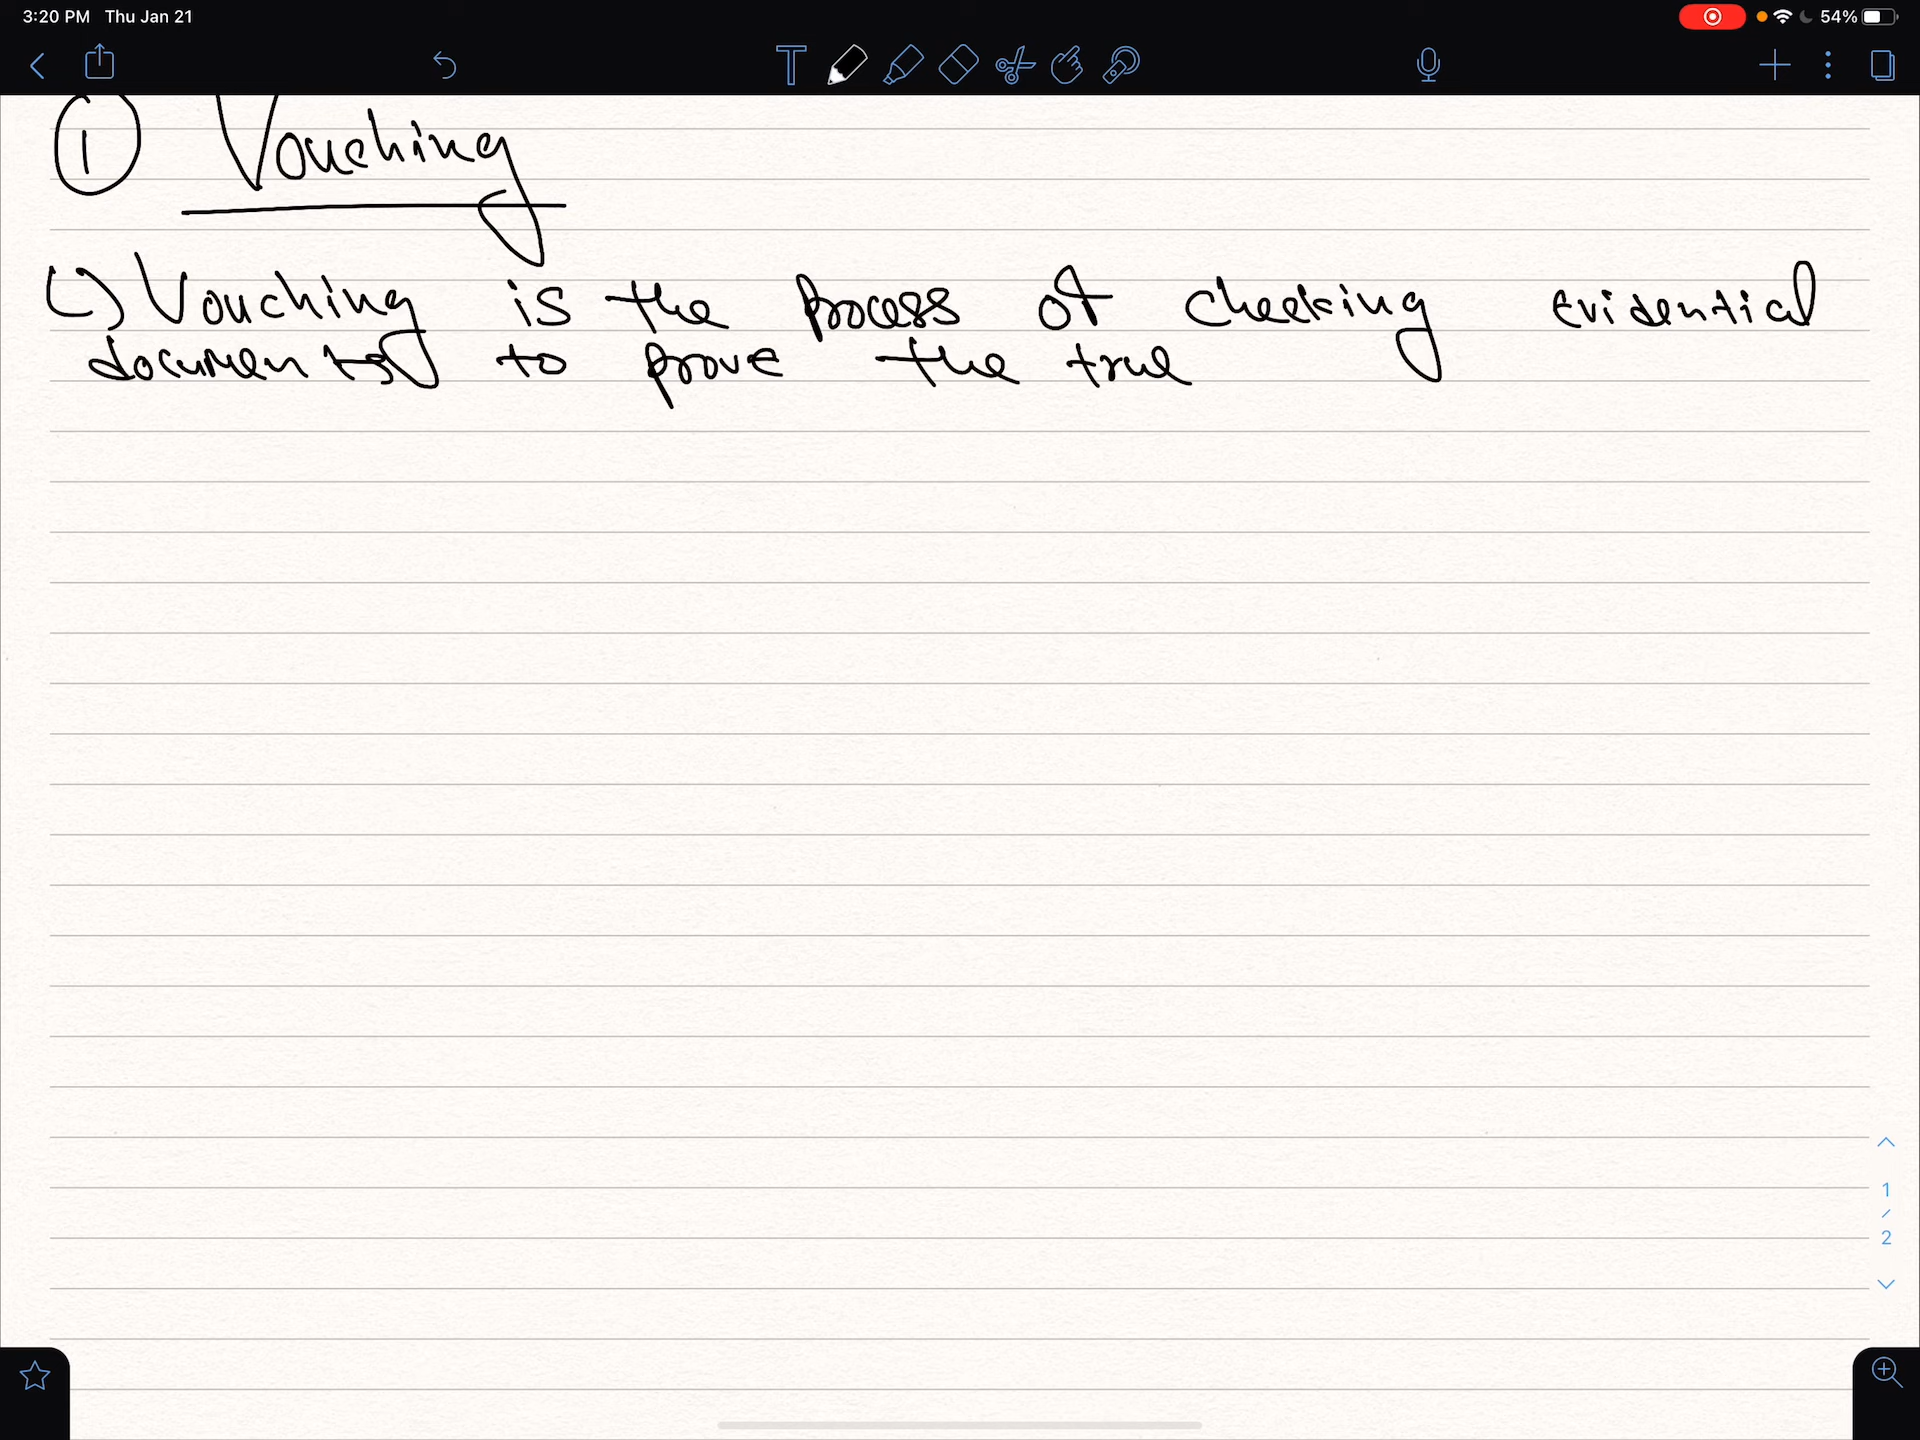 3:20 PM Thu Jan 21
54%
① Vouching
(-) Vouching is the process of checking evidential
documents to prove the true
1
/
2